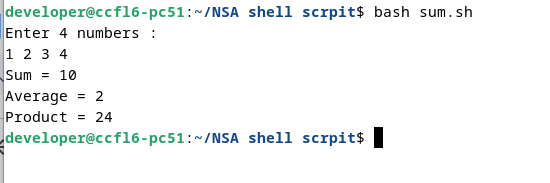 developer@ccfl6-pc51:~/NSA shell scrpit$ bash sum.sh
Enter 4 numbers :
1 2 3 4
Sum = 10
Average = 2
Product = 24
developer@ccfl6-pc51:~/NSA shell scrpit$